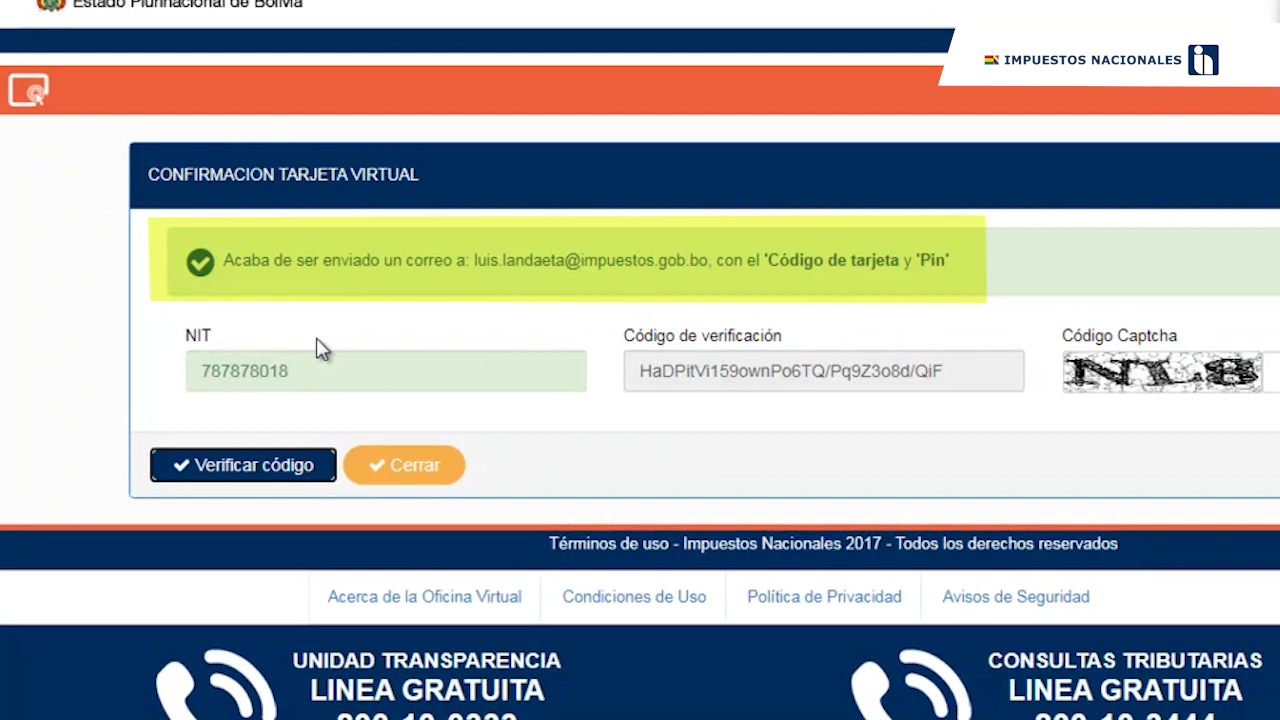 Estado Plurinacional de Bolivia
IMPUESTOS NACIONALES
CONFIRMACION TARJETA VIRTUAL
Acaba de ser enviado un correo a: luis.landaeta@impuestos.gob.bo, con el 'Código de tarjeta y 'Pin'
NIT
Código de verificación
Código Captcha
787878018
HaDPitVi159ownPo6TQ/Pq9Z3o8d/QiF
Verificar código
Cerrar
Términos de uso - Impuestos Nacionales 2017 - Todos los derechos reservados
Acerca de la Oficina Virtual
Condiciones de Uso
Política de Privacidad
Avisos de Seguridad
UNIDAD TRANSPARENCIA
LINEA GRATUITA
CONSULTAS TRIBUTARIAS
LINEA GRATUITA